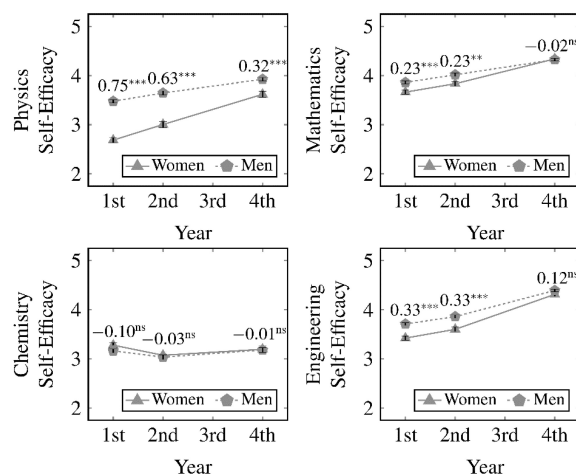 Physics
Self-Efficacy
5
4
3
2
0.75***
0.63***
0.32***
Women Men
1st 2nd 3rd 4th
Year
Mathematics
Self-Efficacy
5
4
3
2
0.23***
0.23**
−0.02ns
Women Men
1st 2nd 3rd 4th
Year
Chemistry
Self-Efficacy
5
4
3
2
−0.10ns
−0.03ns
−0.01ns
Women Men
1st 2nd 3rd 4th
Year
Engineering
Self-Efficacy
5
4
3
2
0.33***
0.33***
0.12ns
Women Men
1st 2nd 3rd 4th
Year